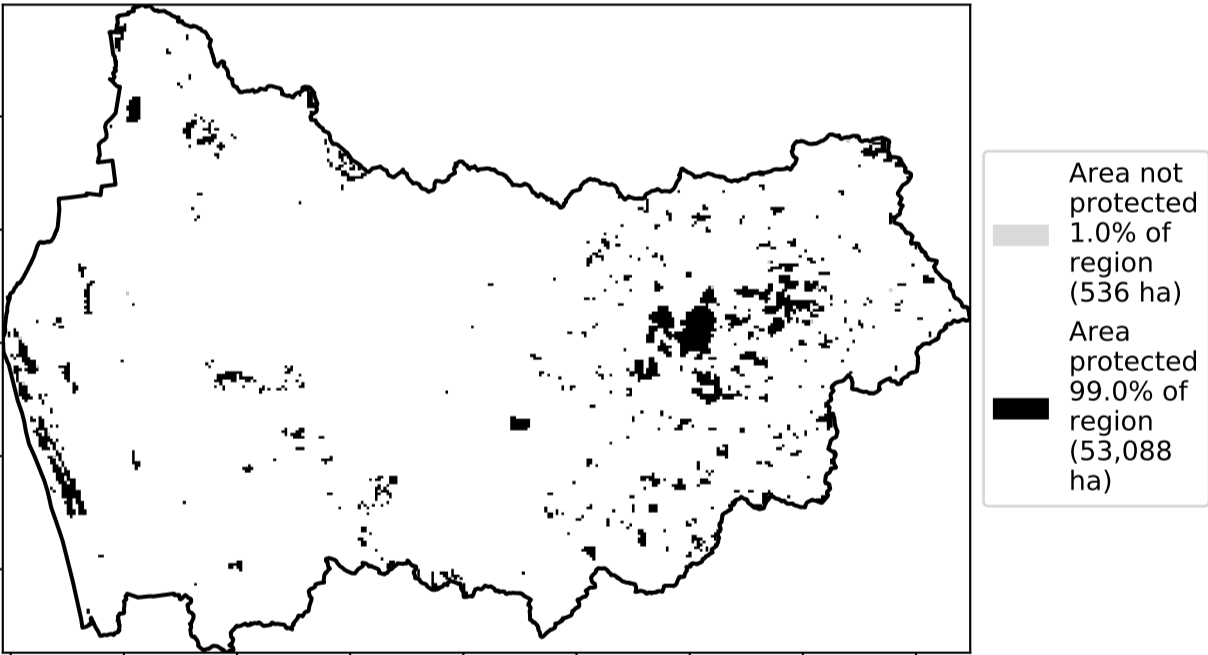 Area not
protected
1.0% of
region
(536 ha)
Area
protected
99.0% of
region
(53,088
ha)